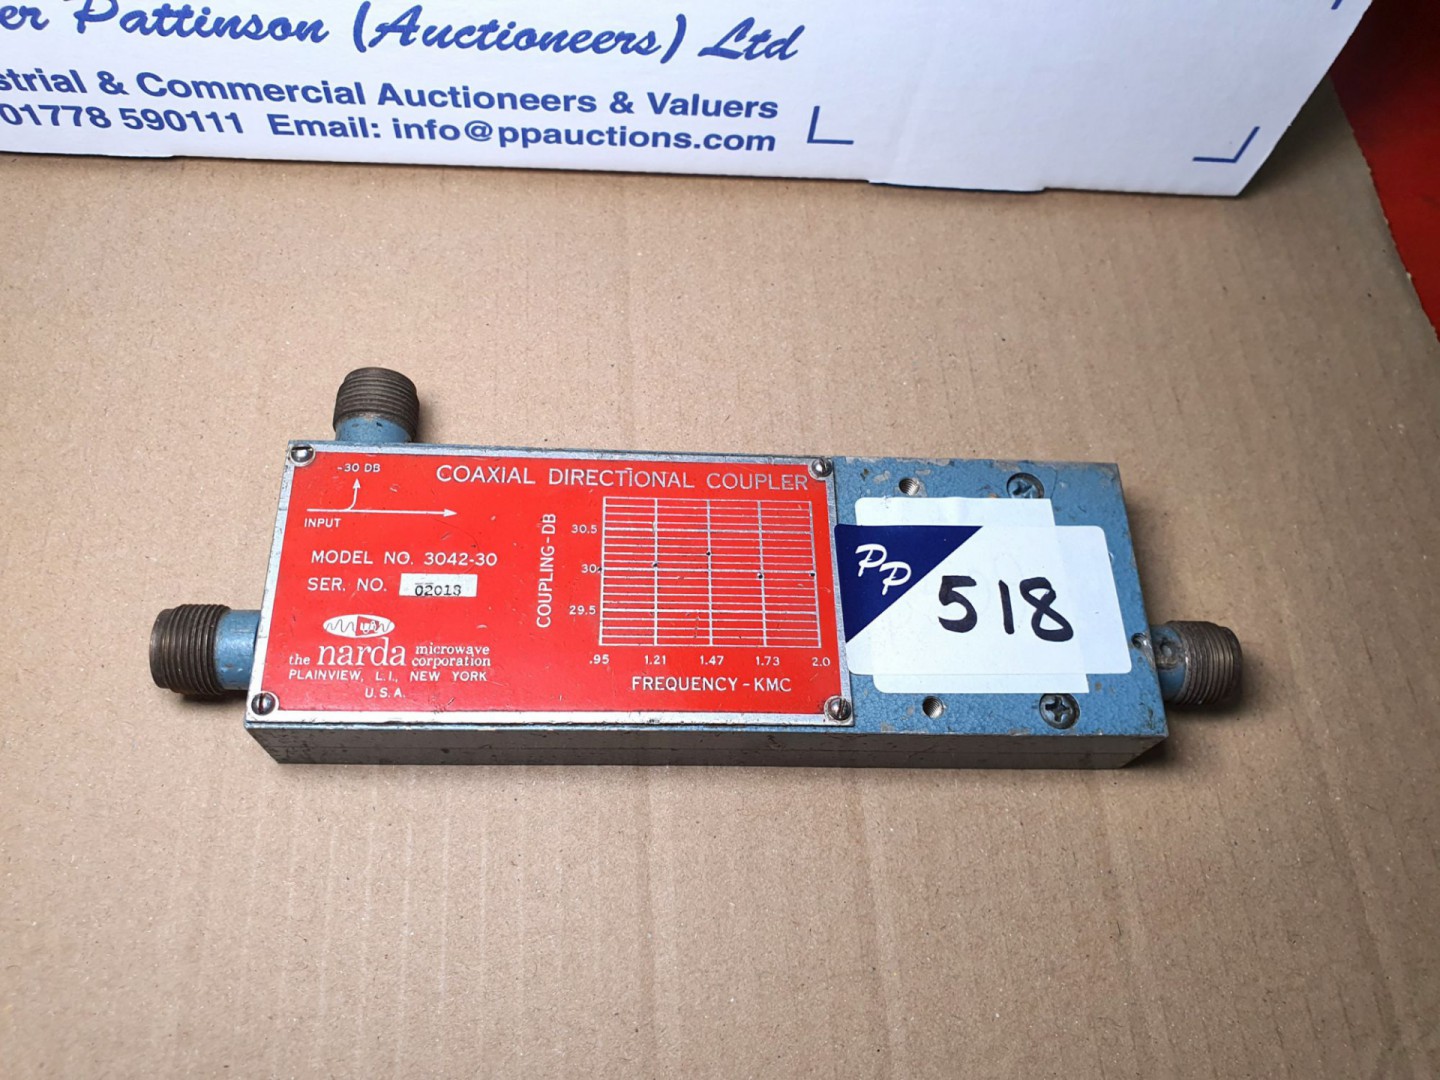 er Pattinson (Auctioneers) Ltd
strial & Commercial Auctioneers & Valuers
01778 590111 Email: info@ppauctions.com
-30 DB
INPUT
COAXIAL DIRECTIONAL COUPLER
MODEL NO. 3042-30
SER. NO. 02018
the narda microwave corporation
PLAINVIEW, L.I., NEW YORK
U.S.A.
COUPLING-DB
30.5
30
29.5
.95 1.21 1.47 1.73 2.0
FREQUENCY-KMC
PP
518